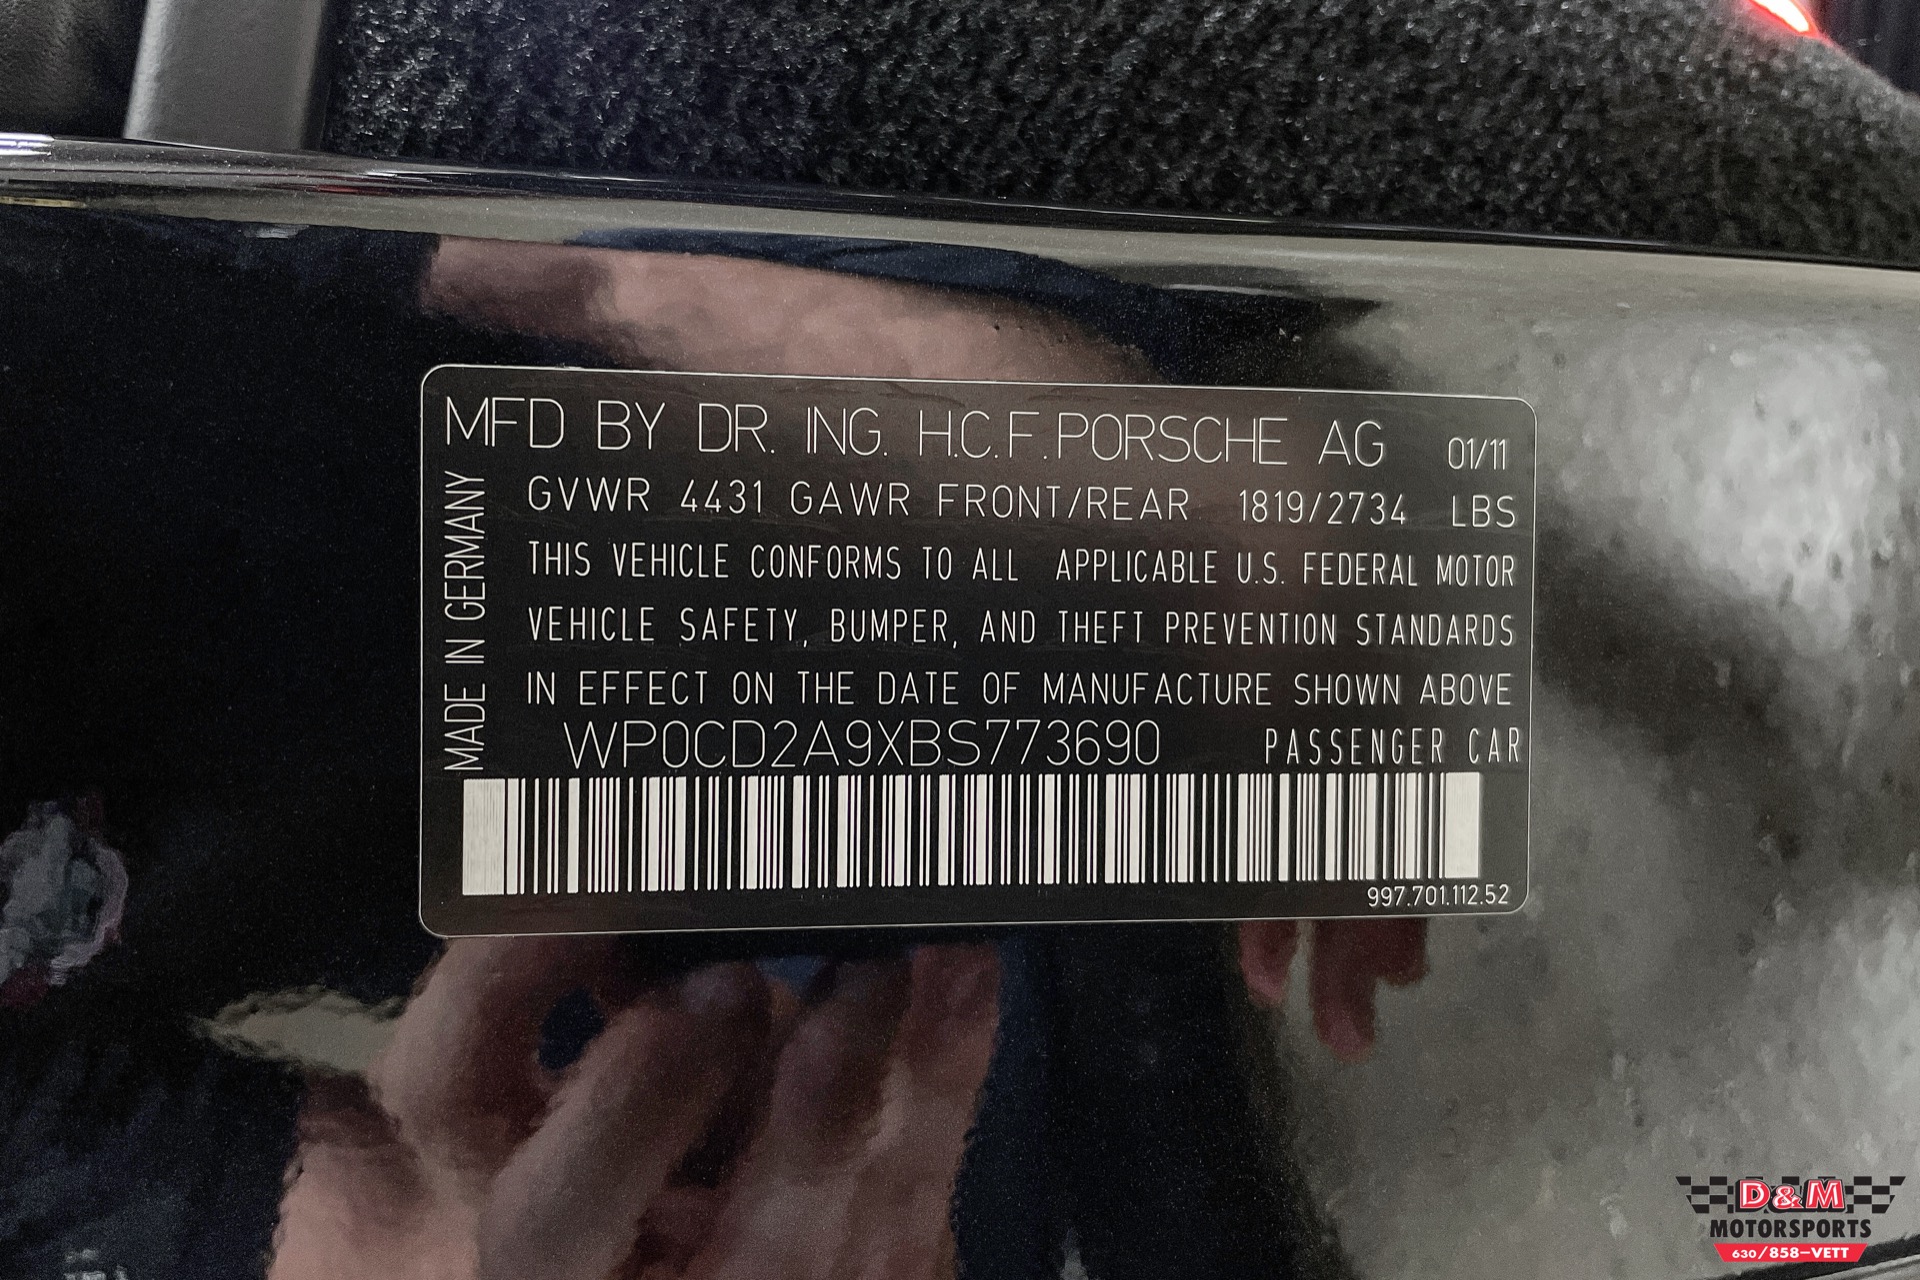 MFD BY DR. ING. H.C.F. PORSCHE AG 01/11
GVWR 4431 GAWR FRONT/REAR 1819/2734 LBS
THIS VEHICLE CONFORMS TO ALL APPLICABLE U.S. FEDERAL MOTOR
VEHICLE SAFETY, BUMPER, AND THEFT PREVENTION STANDARDS
IN EFFECT ON THE DATE OF MANUFACTURE SHOWN ABOVE
WP0CD2A9XBS773690 PASSENGER CAR
MADE IN GERMANY
997.701.112.52
D&M
MOTORSPORTS
630/858-VETT